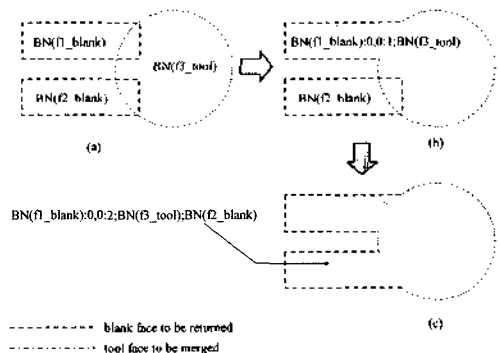 BN(f1_blank)
BN(f3_tool)
BN(f2_blank)
(a)
BN(f1_blank):0,0:1;BN(f3_tool)
BN(f2_blank)
(b)
BN(f1_blank):0,0:2;BN(f3_tool);BN(f2_blank)
(c)
blank face to be returned
tool face to be merged